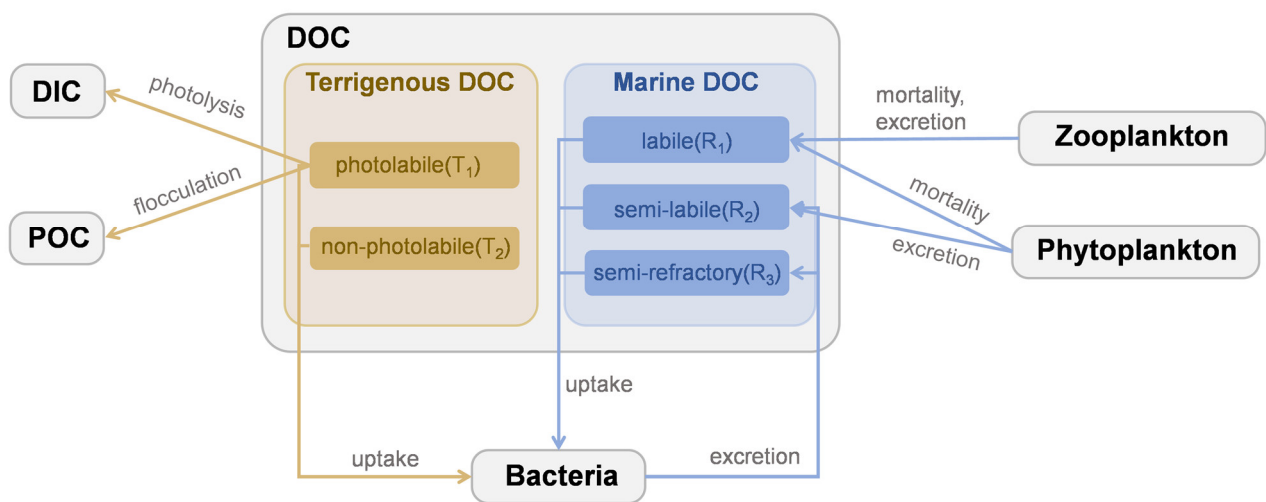 DOC
DIC
photolysis
Terrigenous DOC
Marine DOC
mortality,
excretion
Zooplankton
labile(R₁)
photolabile(T₁)
flocculation
mortality
semi-labile(R₂)
POC
non-photolabile(T₂)
excretion
Phytoplankton
semi-refractory(R₃)
uptake
uptake
Bacteria
excretion